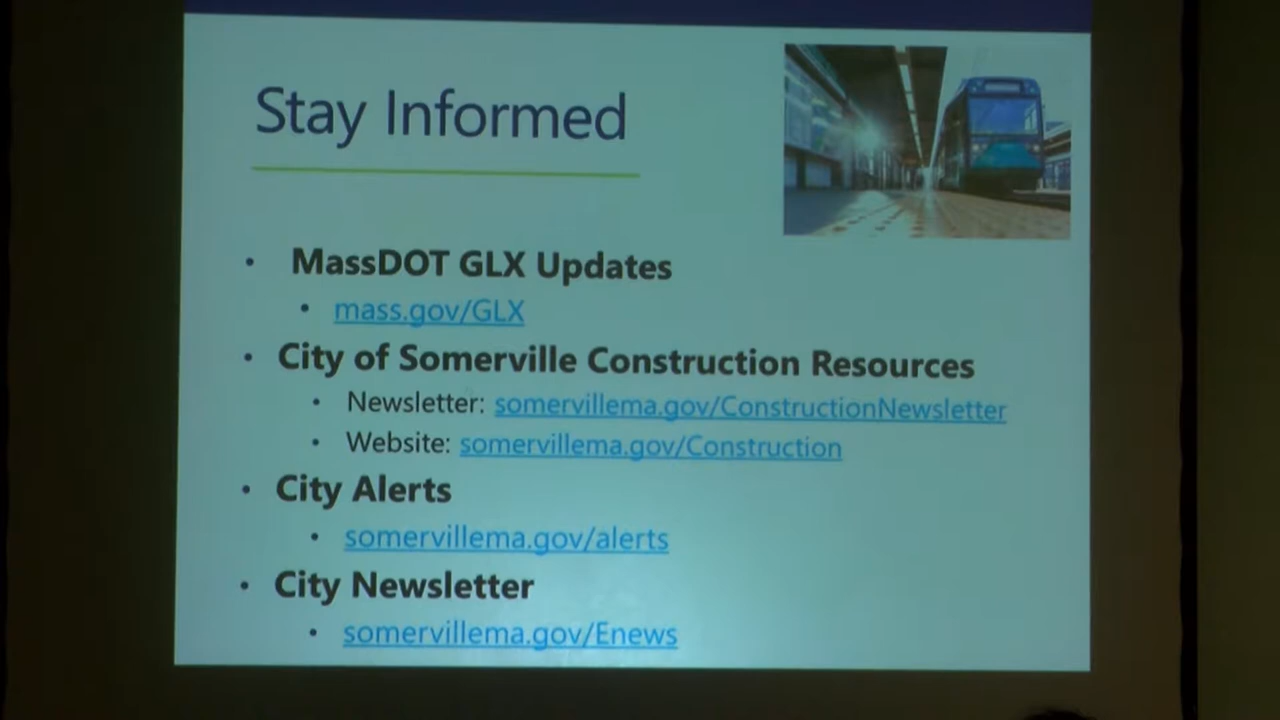 Stay Informed
• MassDOT GLX Updates
• mass.gov/GLX
• City of Somerville Construction Resources
• Newsletter: somervillema.gov/ConstructionNewsletter
• Website: somervillema.gov/Construction
• City Alerts
• somervillema.gov/alerts
• City Newsletter
• somervillema.gov/Enews